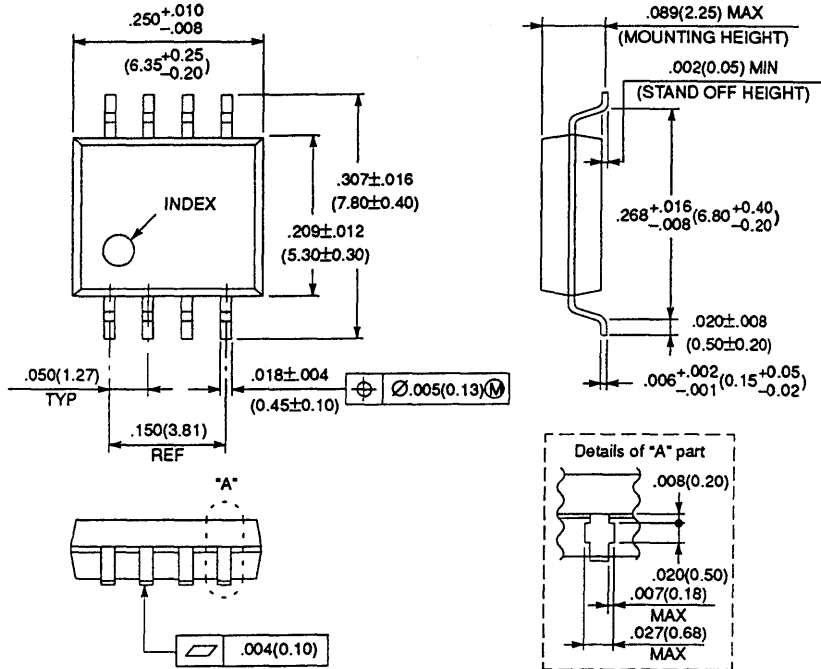 .250+.010
-.008
(6.35+0.25
-0.20)
INDEX
.307±.016
(7.80±0.40)
.209±.012
(5.30±0.30)
.050(1.27)
TYP
.018±.004
(0.45±0.10)
⌖ Ø.005(0.13)Ⓜ
.150(3.81)
REF
"A"
⏥ .004(0.10)
.089(2.25) MAX
(MOUNTING HEIGHT)
.002(0.05) MIN
(STAND OFF HEIGHT)
.268+.016(6.80+0.40
-.008 -0.20)
.020±.008
(0.50±0.20)
.006+.002(0.15+0.05
-.001 -0.02)
Details of "A" part
.008(0.20)
.020(0.50)
.007(0.18)
MAX
.027(0.68)
MAX